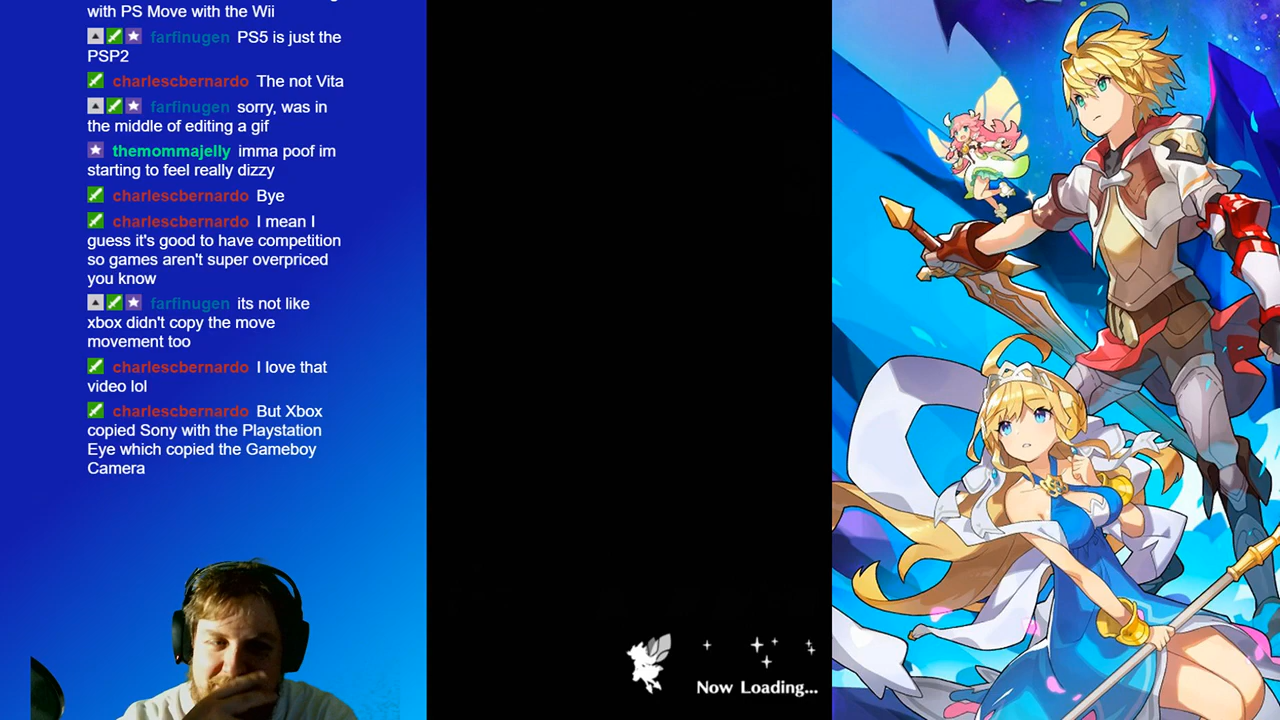 with PS Move with the Wii
farfinugen PS5 is just the
PSP2
charlescbernardo The not Vita
farfinugen sorry, was in
the middle of editing a gif
themommajelly imma poof im
starting to feel really dizzy
charlescbernardo Bye
charlescbernardo I mean I
guess it's good to have competition
so games aren't super overpriced
you know
farfinugen its not like
xbox didn't copy the move
movement too
charlescbernardo I love that
video lol
charlescbernardo But Xbox
copied Sony with the Playstation
Eye which copied the Gameboy
Camera
Now Loading...